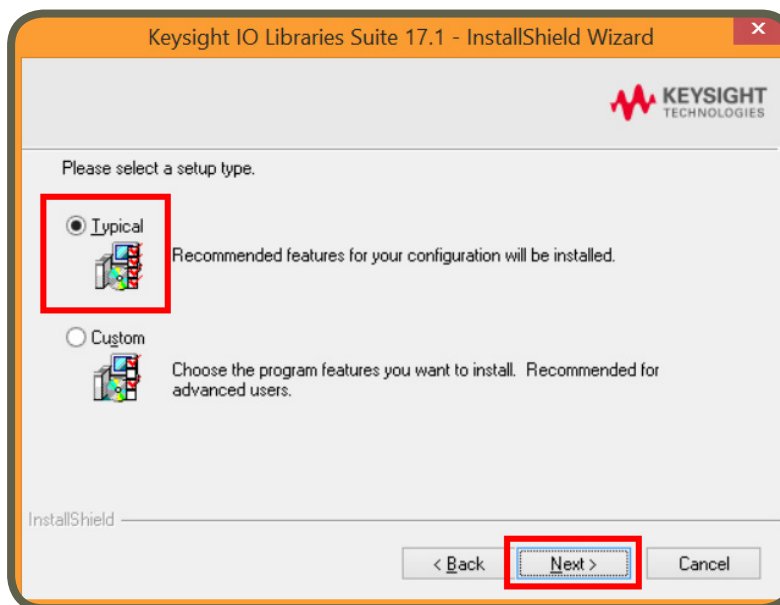 Keysight IO Libraries Suite 17.1 - InstallShield Wizard
x
KEYSIGHT
TECHNOLOGIES
Please select a setup type.
Typical
Recommended features for your configuration will be installed.
Custom
Choose the program features you want to install. Recommended for
advanced users.
InstallShield
< Back Next > Cancel